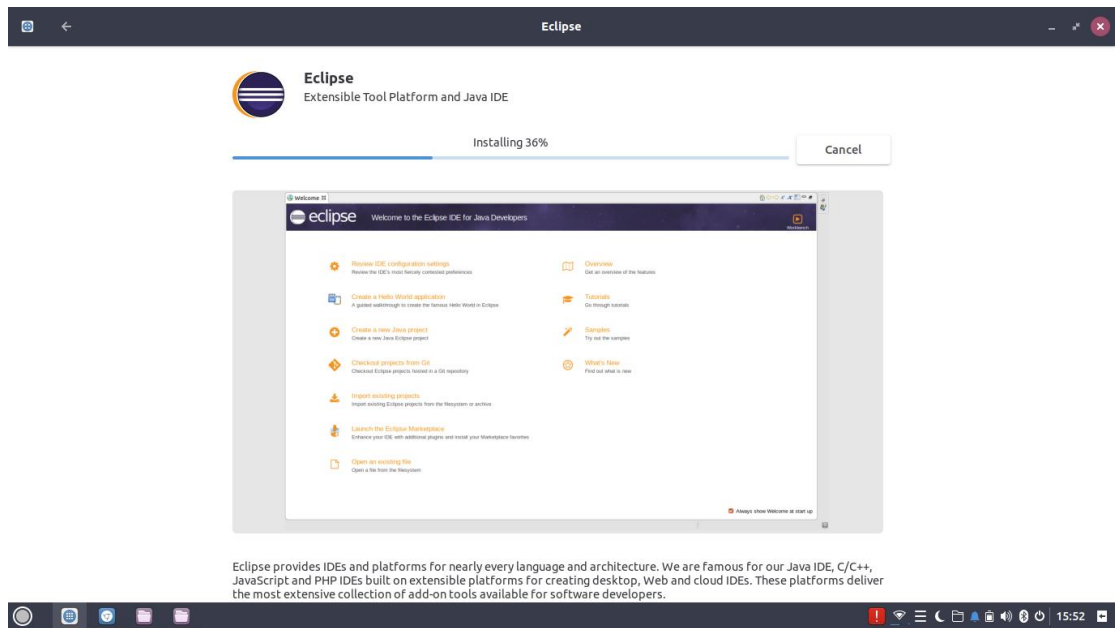 Eclipse
Eclipse
Extensible Tool Platform and Java IDE
Installing 36%
Cancel
Welcome
eclipse
Welcome to the Eclipse IDE for Java Developers
Workbench
Review IDE configuration settings
Review the IDE's most fiercely contested preferences
Overview
Get an overview of the features
Create a Hello World application
A guided walkthrough to create the famous Hello World in Eclipse
Tutorials
Go through tutorials
Create a new Java project
Create a new Java Eclipse project
Samples
Try out the samples
Checkout projects from Git
Checkout Eclipse projects hosted in a Git repository
What's New
Find out what is new
Import existing projects
Import existing Eclipse projects from the filesystem or archive
Launch the Eclipse Marketplace
Enhance your IDE with additional plugins and install your Marketplace favorites
Open an existing file
Open a file from the filesystem
Always show Welcome at start up
Eclipse provides IDEs and platforms for nearly every language and architecture. We are famous for our Java IDE, C/C++,
JavaScript and PHP IDEs built on extensible platforms for creating desktop, Web and cloud IDEs. These platforms deliver
the most extensive collection of add-on tools available for software developers.
15:52